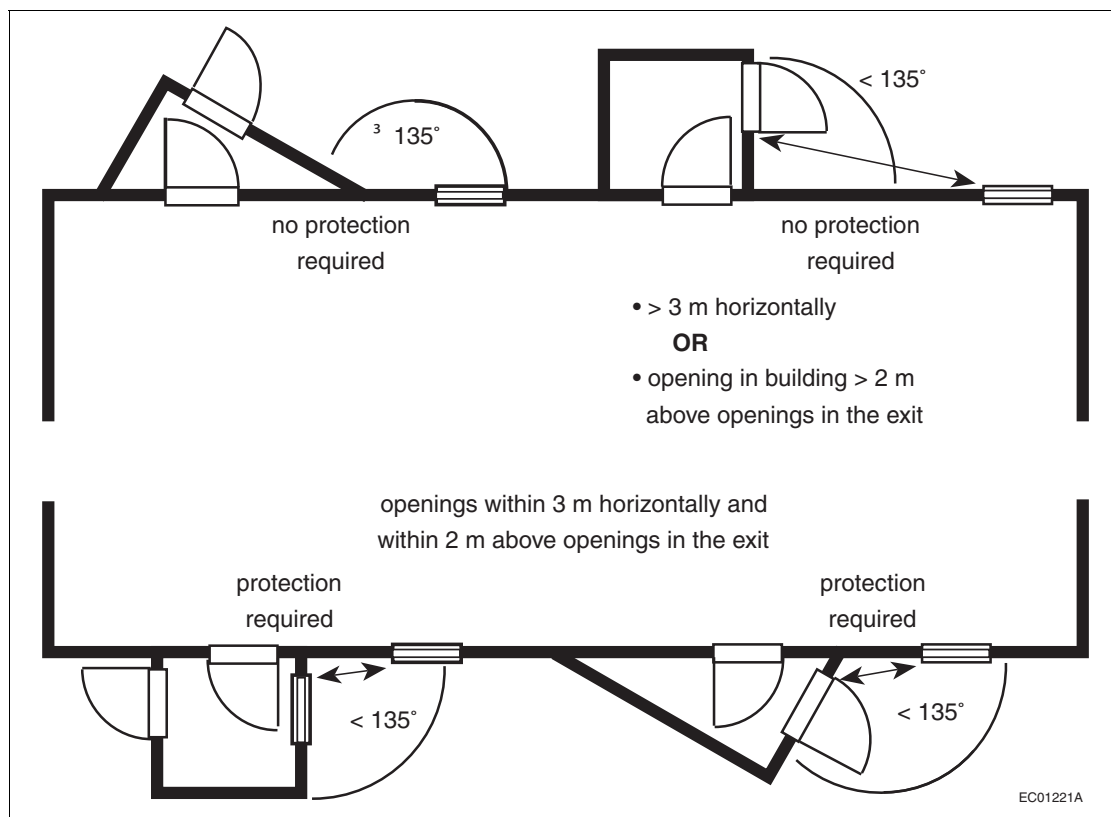 < 135°
³ 135°
no protection
required
no protection
required
• > 3 m horizontally
OR
• opening in building > 2 m
above openings in the exit
openings within 3 m horizontally and
within 2 m above openings in the exit
protection
required
protection
required
< 135°
< 135°
EC01221A